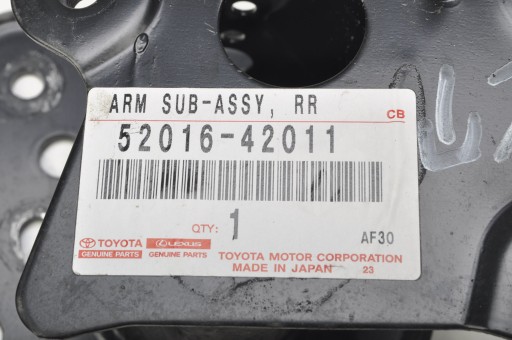 ARM SUB-ASSY, RR
CB
52016-42011
QTY: 1
AF30
TOYOTA LEXUS
GENUINE PARTS GENUINE PARTS
TOYOTA MOTOR CORPORATION
MADE IN JAPAN 23